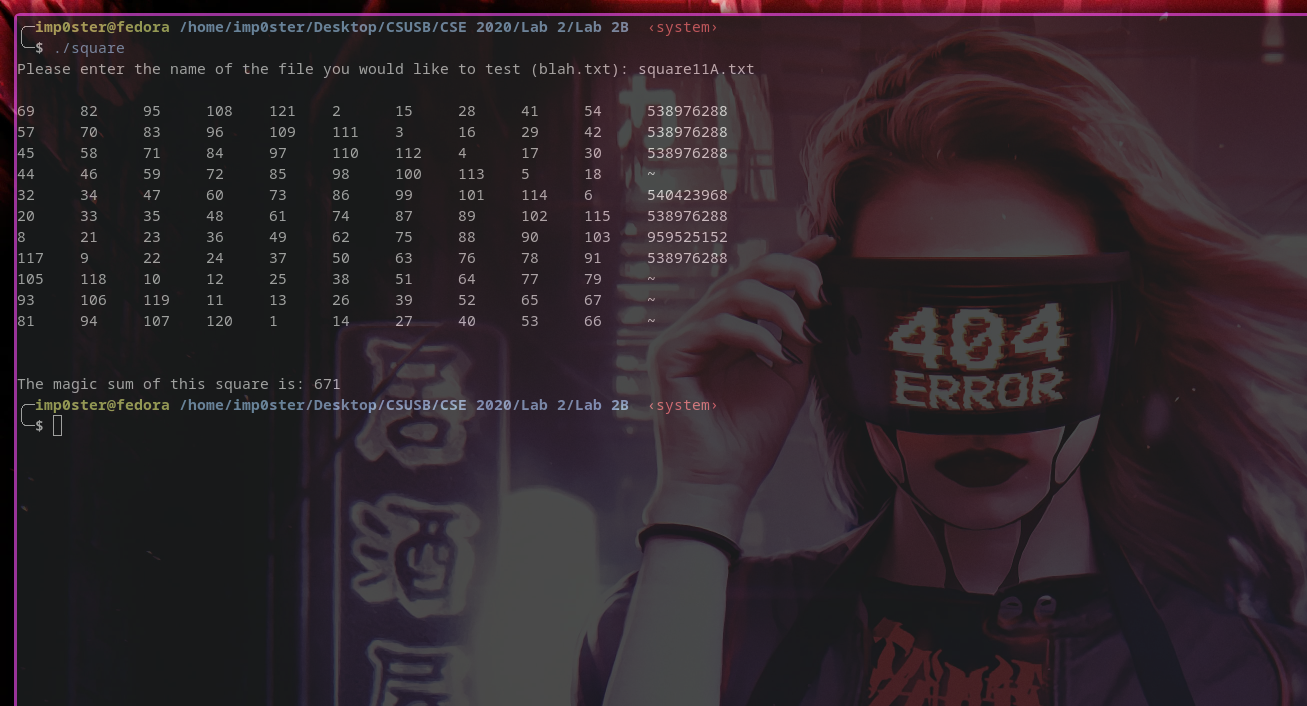 imp0ster@fedora /home/imp0ster/Desktop/CSUSB/CSE 2020/Lab 2/Lab 2B ‹system›
$ ./square
Please enter the name of the file you would like to test (blah.txt): square11A.txt
69 82 95 108 121 2 15 28 41 54 538976288
57 70 83 96 109 111 3 16 29 42 538976288
45 58 71 84 97 110 112 4 17 30 538976288
44 46 59 72 85 98 100 113 5 18 ~
32 34 47 60 73 86 99 101 114 6 540423968
20 33 35 48 61 74 87 89 102 115 538976288
8 21 23 36 49 62 75 88 90 103 959525152
117 9 22 24 37 50 63 76 78 91 538976288
105 118 10 12 25 38 51 64 77 79 ~
93 106 119 11 13 26 39 52 65 67 ~
81 94 107 120 1 14 27 40 53 66 ~
The magic sum of this square is: 671
imp0ster@fedora /home/imp0ster/Desktop/CSUSB/CSE 2020/Lab 2/Lab 2B ‹system›
$
404
ERROR
居
酒